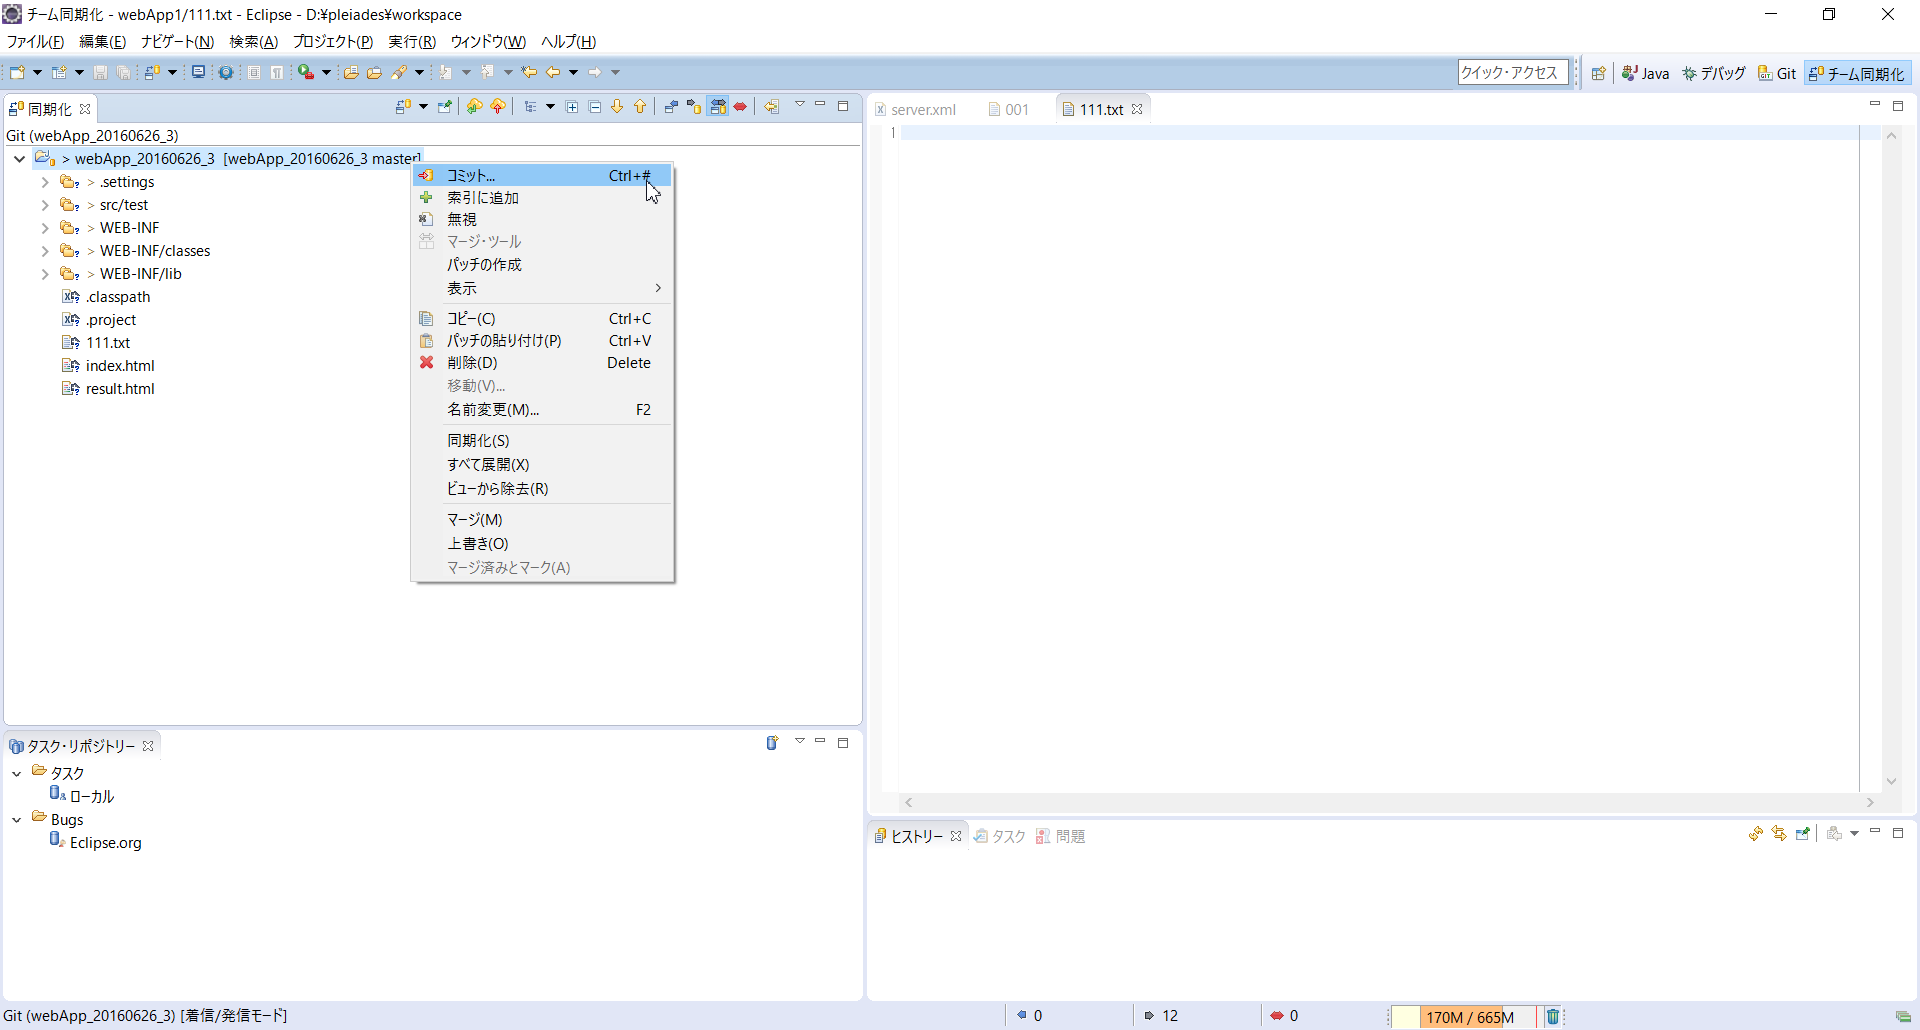 チーム同期化 - webApp1/111.txt - Eclipse - D:¥pleiades¥workspace
ファイル(F) 編集(E) ナビゲート(N) 検索(A) プロジェクト(P) 実行(R) ウィンドウ(W) ヘルプ(H)
クイック・アクセス Java デバッグ Git チーム同期化
同期化
Git (webApp_20160626_3)
> webApp_20160626_3 [webApp_20160626_3 master]
> .settings
> src/test
> WEB-INF
> WEB-INF/classes
> WEB-INF/lib
.classpath
.project
111.txt
index.html
result.html
コミット... Ctrl+#
索引に追加
無視
マージ・ツール
パッチの作成
表示
コピー(C) Ctrl+C
パッチの貼り付け(P) Ctrl+V
削除(D) Delete
移動(V)...
名前変更(M)... F2
同期化(S)
すべて展開(X)
ビューから除去(R)
マージ(M)
上書き(O)
マージ済みとマーク(A)
server.xml 001 111.txt
1
タスク・リポジトリー
タスク
ローカル
Bugs
Eclipse.org
ヒストリー タスク 問題
Git (webApp_20160626_3) [着信/発信モード] 0 12 0 170M / 665M